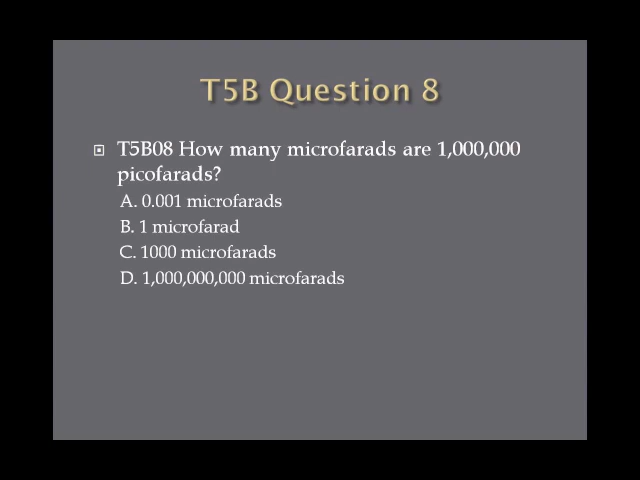 T5B Question 8
T5B08 How many microfarads are 1,000,000
picofarads?
A. 0.001 microfarads
B. 1 microfarad
C. 1000 microfarads
D. 1,000,000,000 microfarads